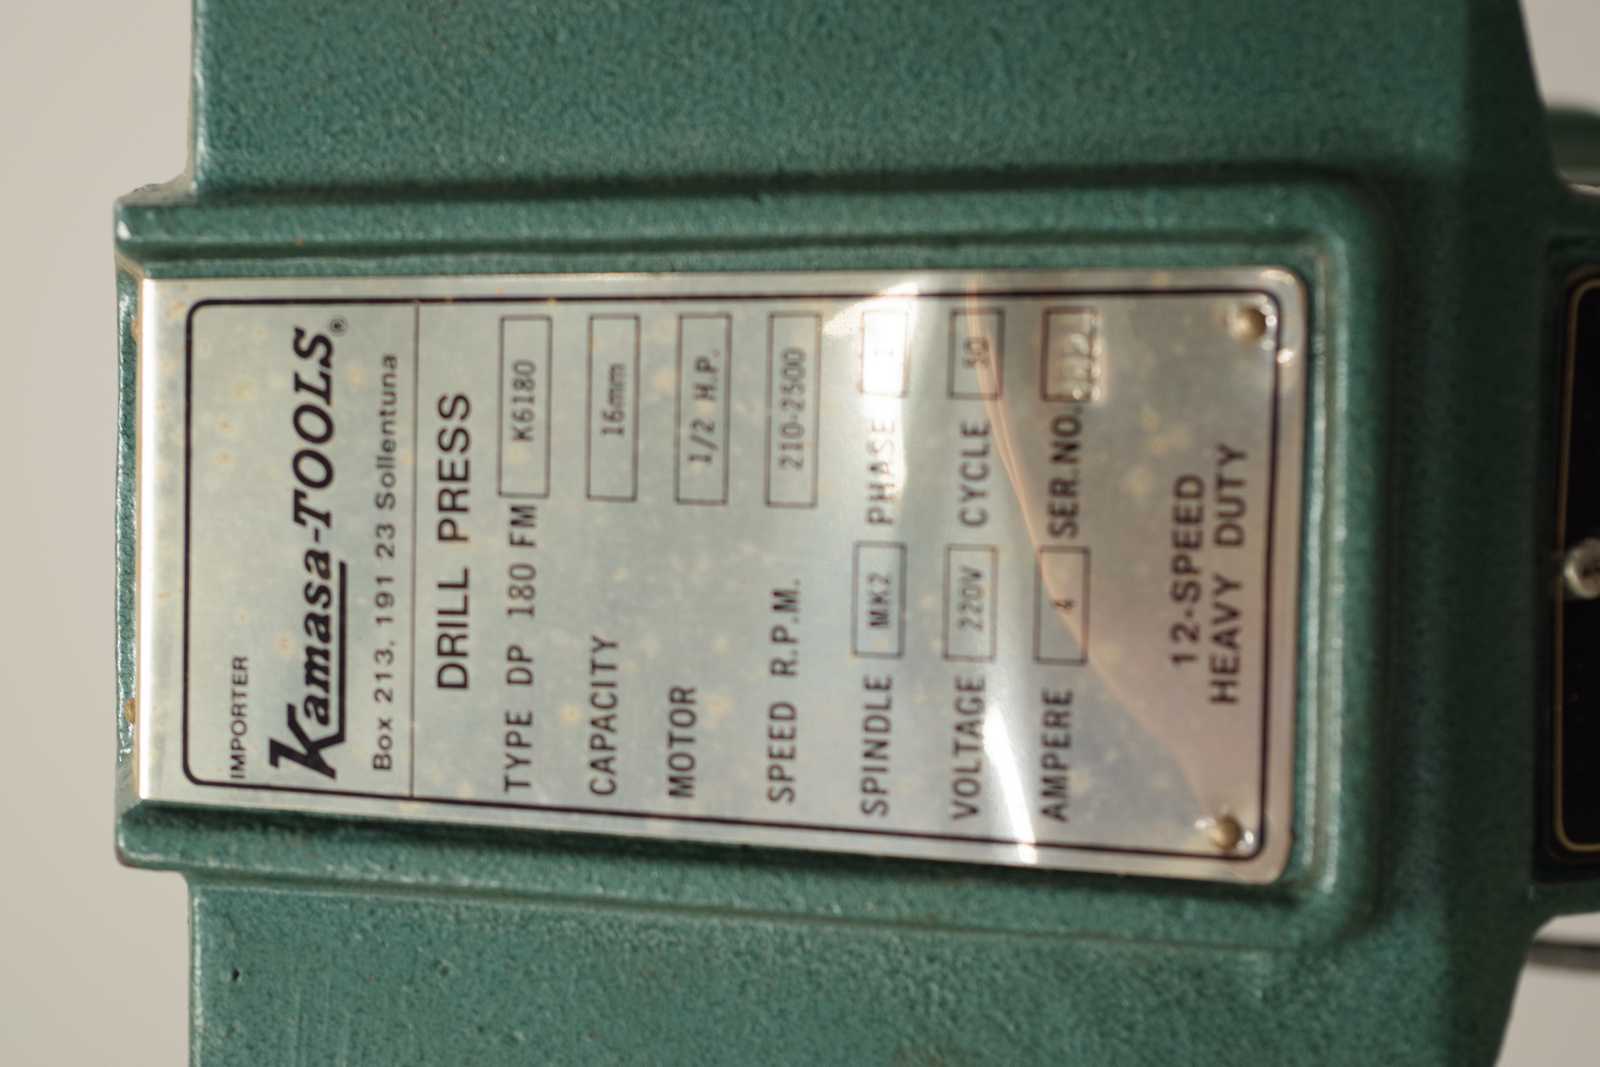 IMPORTER
Kamasa-TOOLS®
Box 213, 191 23 Sollentuna
DRILL PRESS
TYPE DP 180 FM K6180
CAPACITY 16mm
MOTOR 1/2 H.P.
SPEED R.P.M. 210-2500
SPINDLE MK2 PHASE 1
VOLTAGE 220V CYCLE 50
AMPERE 4 SER.NO.
12-SPEED
HEAVY DUTY